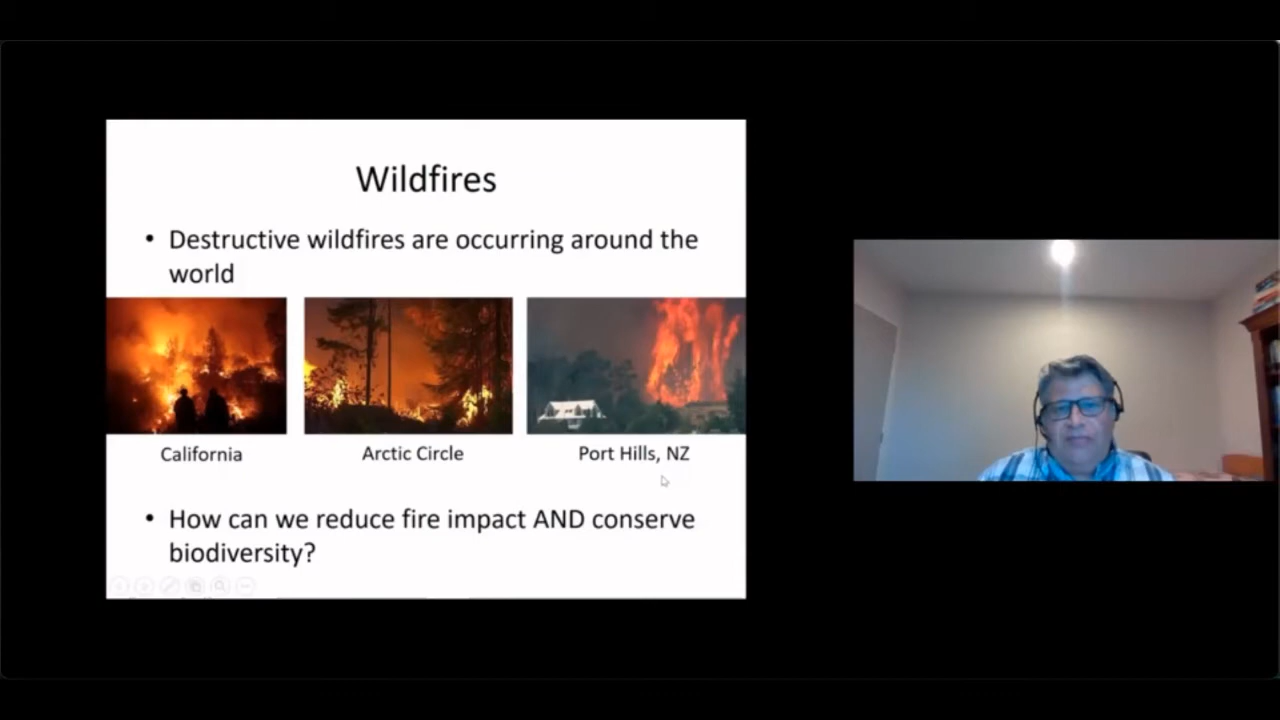 Wildfires
• Destructive wildfires are occurring around the
world
California
Arctic Circle
Port Hills, NZ
• How can we reduce fire impact AND conserve
biodiversity?